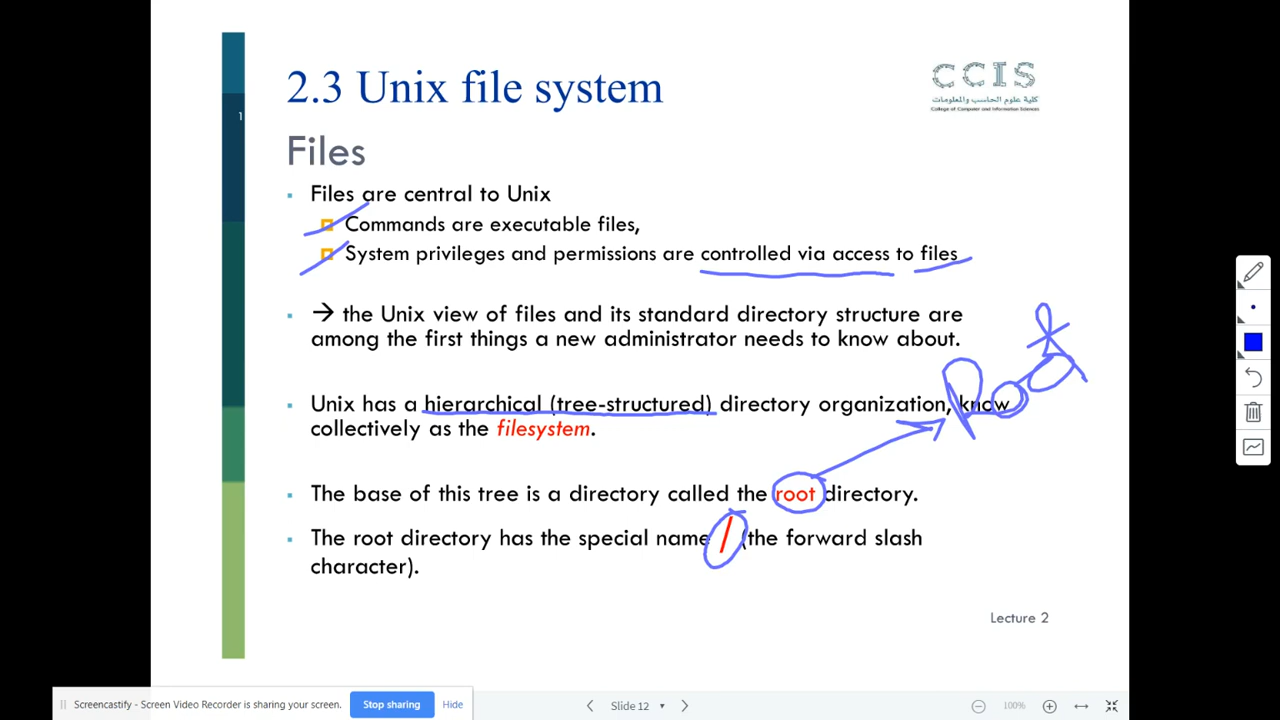 2.3 Unix file system
CCIS
كلية علوم الحاسب والمعلومات
College of Computer and Information Sciences
1
Files
▪ Files are central to Unix
Commands are executable files,
System privileges and permissions are controlled via access to files
▪ → the Unix view of files and its standard directory structure are
among the first things a new administrator needs to know about.
Root
▪ Unix has a hierarchical (tree-structured) directory organization, know
collectively as the filesystem.
▪ The base of this tree is a directory called the root directory.
▪ The root directory has the special name / (the forward slash
character).
Lecture 2
Screencastify - Screen Video Recorder is sharing your screen.
Stop sharing
Hide
Slide 12
100%